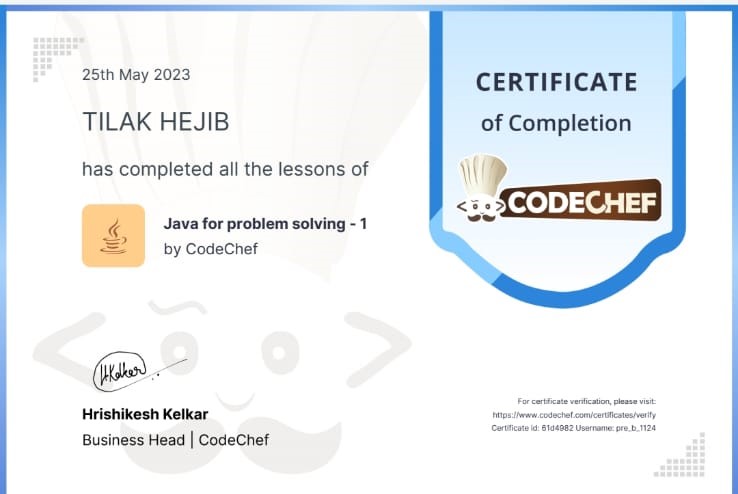 25th May 2023
TILAK HEJIB
has completed all the lessons of
Java for problem solving - 1
by CodeChef
CERTIFICATE
of Completion
CODECHEF
HKelkar
Hrishikesh Kelkar
Business Head | CodeChef
For certificate verification, please visit:
https://www.codechef.com/certificates/verify
Certificate Id: 61d4982 Username: pre_b_1124